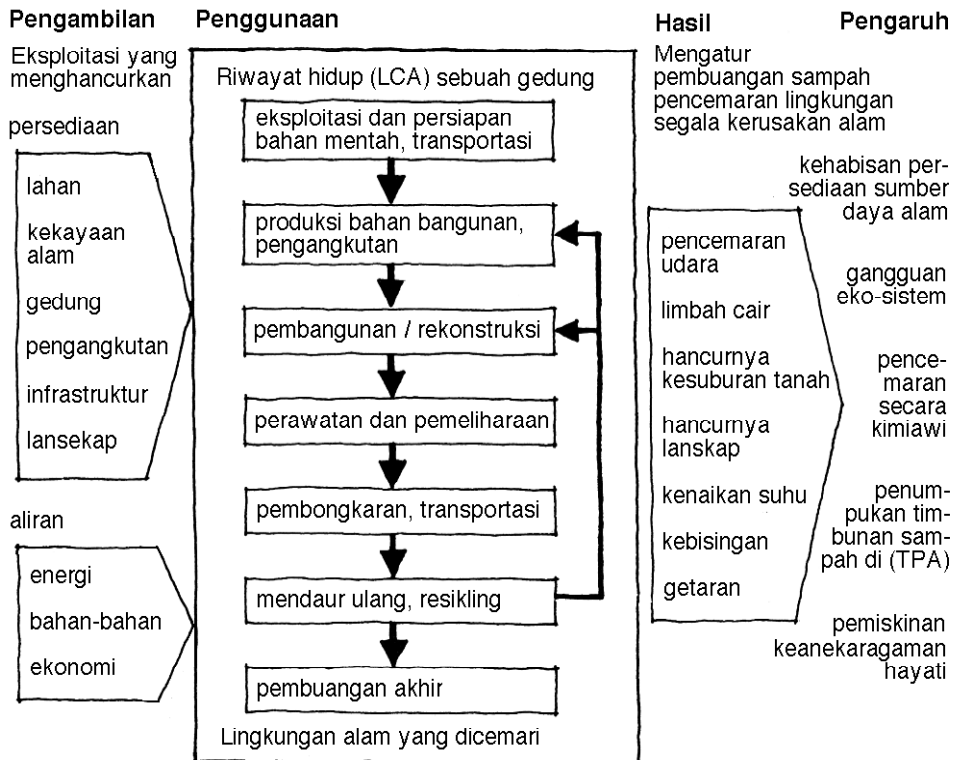 Pengambilan
Eksploitasi yang
menghancurkan
persediaan
lahan
kekayaan
alam
gedung
pengangkutan
infrastruktur
lansekap
aliran
energi
bahan-bahan
ekonomi
Penggunaan
Riwayat hidup (LCA) sebuah gedung
eksploitasi dan persiapan
bahan mentah, transportasi
produksi bahan bangunan,
pengangkutan
pembangunan / rekonstruksi
perawatan dan pemeliharaan
pembongkaran, transportasi
mendaur ulang, resikling
pembuangan akhir
Lingkungan alam yang dicemari
Hasil
Mengatur
pembuangan sampah
pencemaran lingkungan
segala kerusakan alam
pencemaran
udara
limbah cair
hancurnya
kesuburan tanah
hancurnya
lanskap
kenaikan suhu
kebisingan
getaran
Pengaruh
kehabisan per-
sediaan sumber
daya alam
gangguan
eko-sistem
pence-
maran
secara
kimiawi
penum-
pukan tim-
bunan sam-
pah di (TPA)
pemiskinan
keanekaragaman
hayati